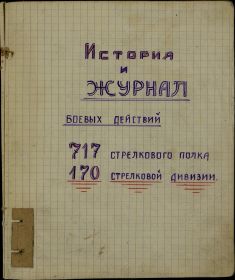 История
и
ЖУРНАЛ
БОЕВЫХ ДЕЙСТВИЙ
717 СТРЕЛКОВОГО ПОЛКА
170 СТРЕЛКОВОЙ ДИВИЗИИ.